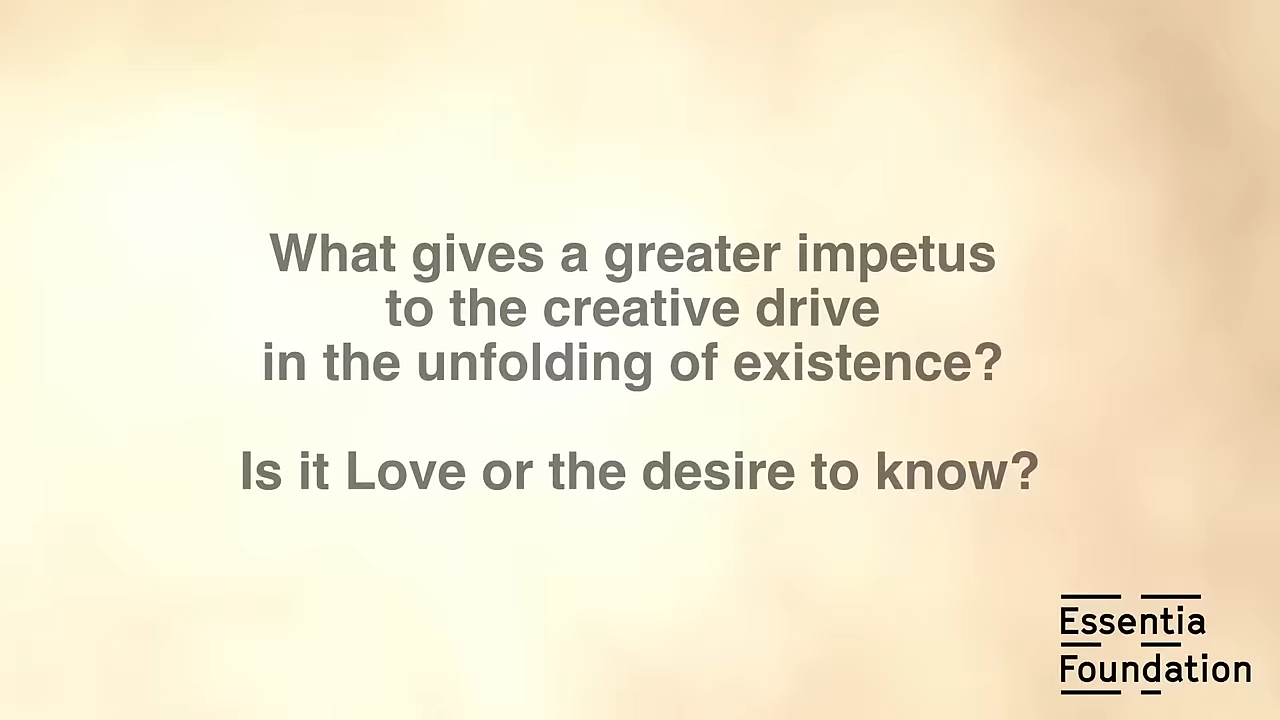 What gives a greater impetus
to the creative drive
in the unfolding of existence?
Is it Love or the desire to know?
Essentia
Foundation